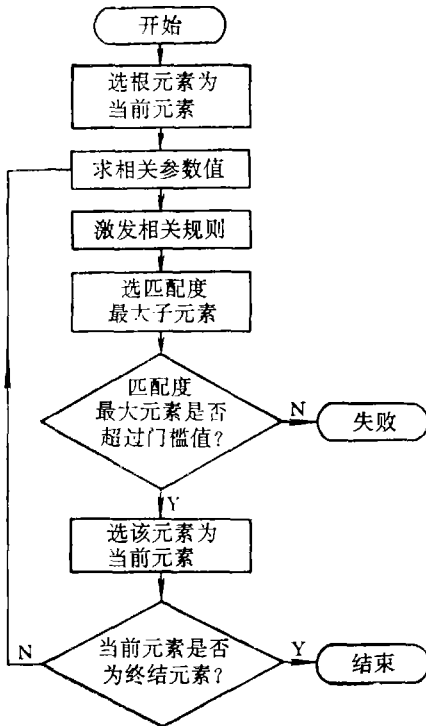 开始
选根元素为
当前元素
求相关参数值
激发相关规则
选匹配度
最大子元素
匹配度
最大元素是否
超过门槛值?
N
失败
Y
选该元素为
当前元素
N
当前元素是否
为终结元素?
Y
结束